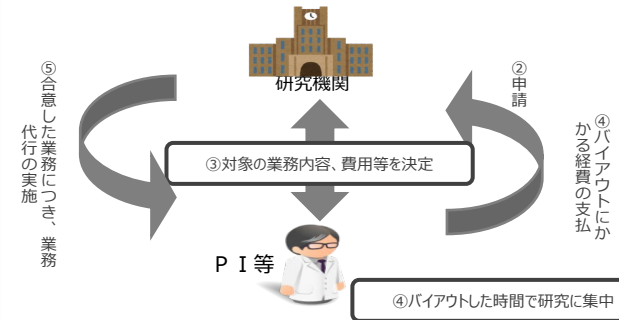 研究機関
⑤合意した業務につき、業務
代行の実施
②申請
④バイアウトにか
かる経費の支払
③対象の業務内容、費用等を決定
ＰＩ等
④バイアウトした時間で研究に集中